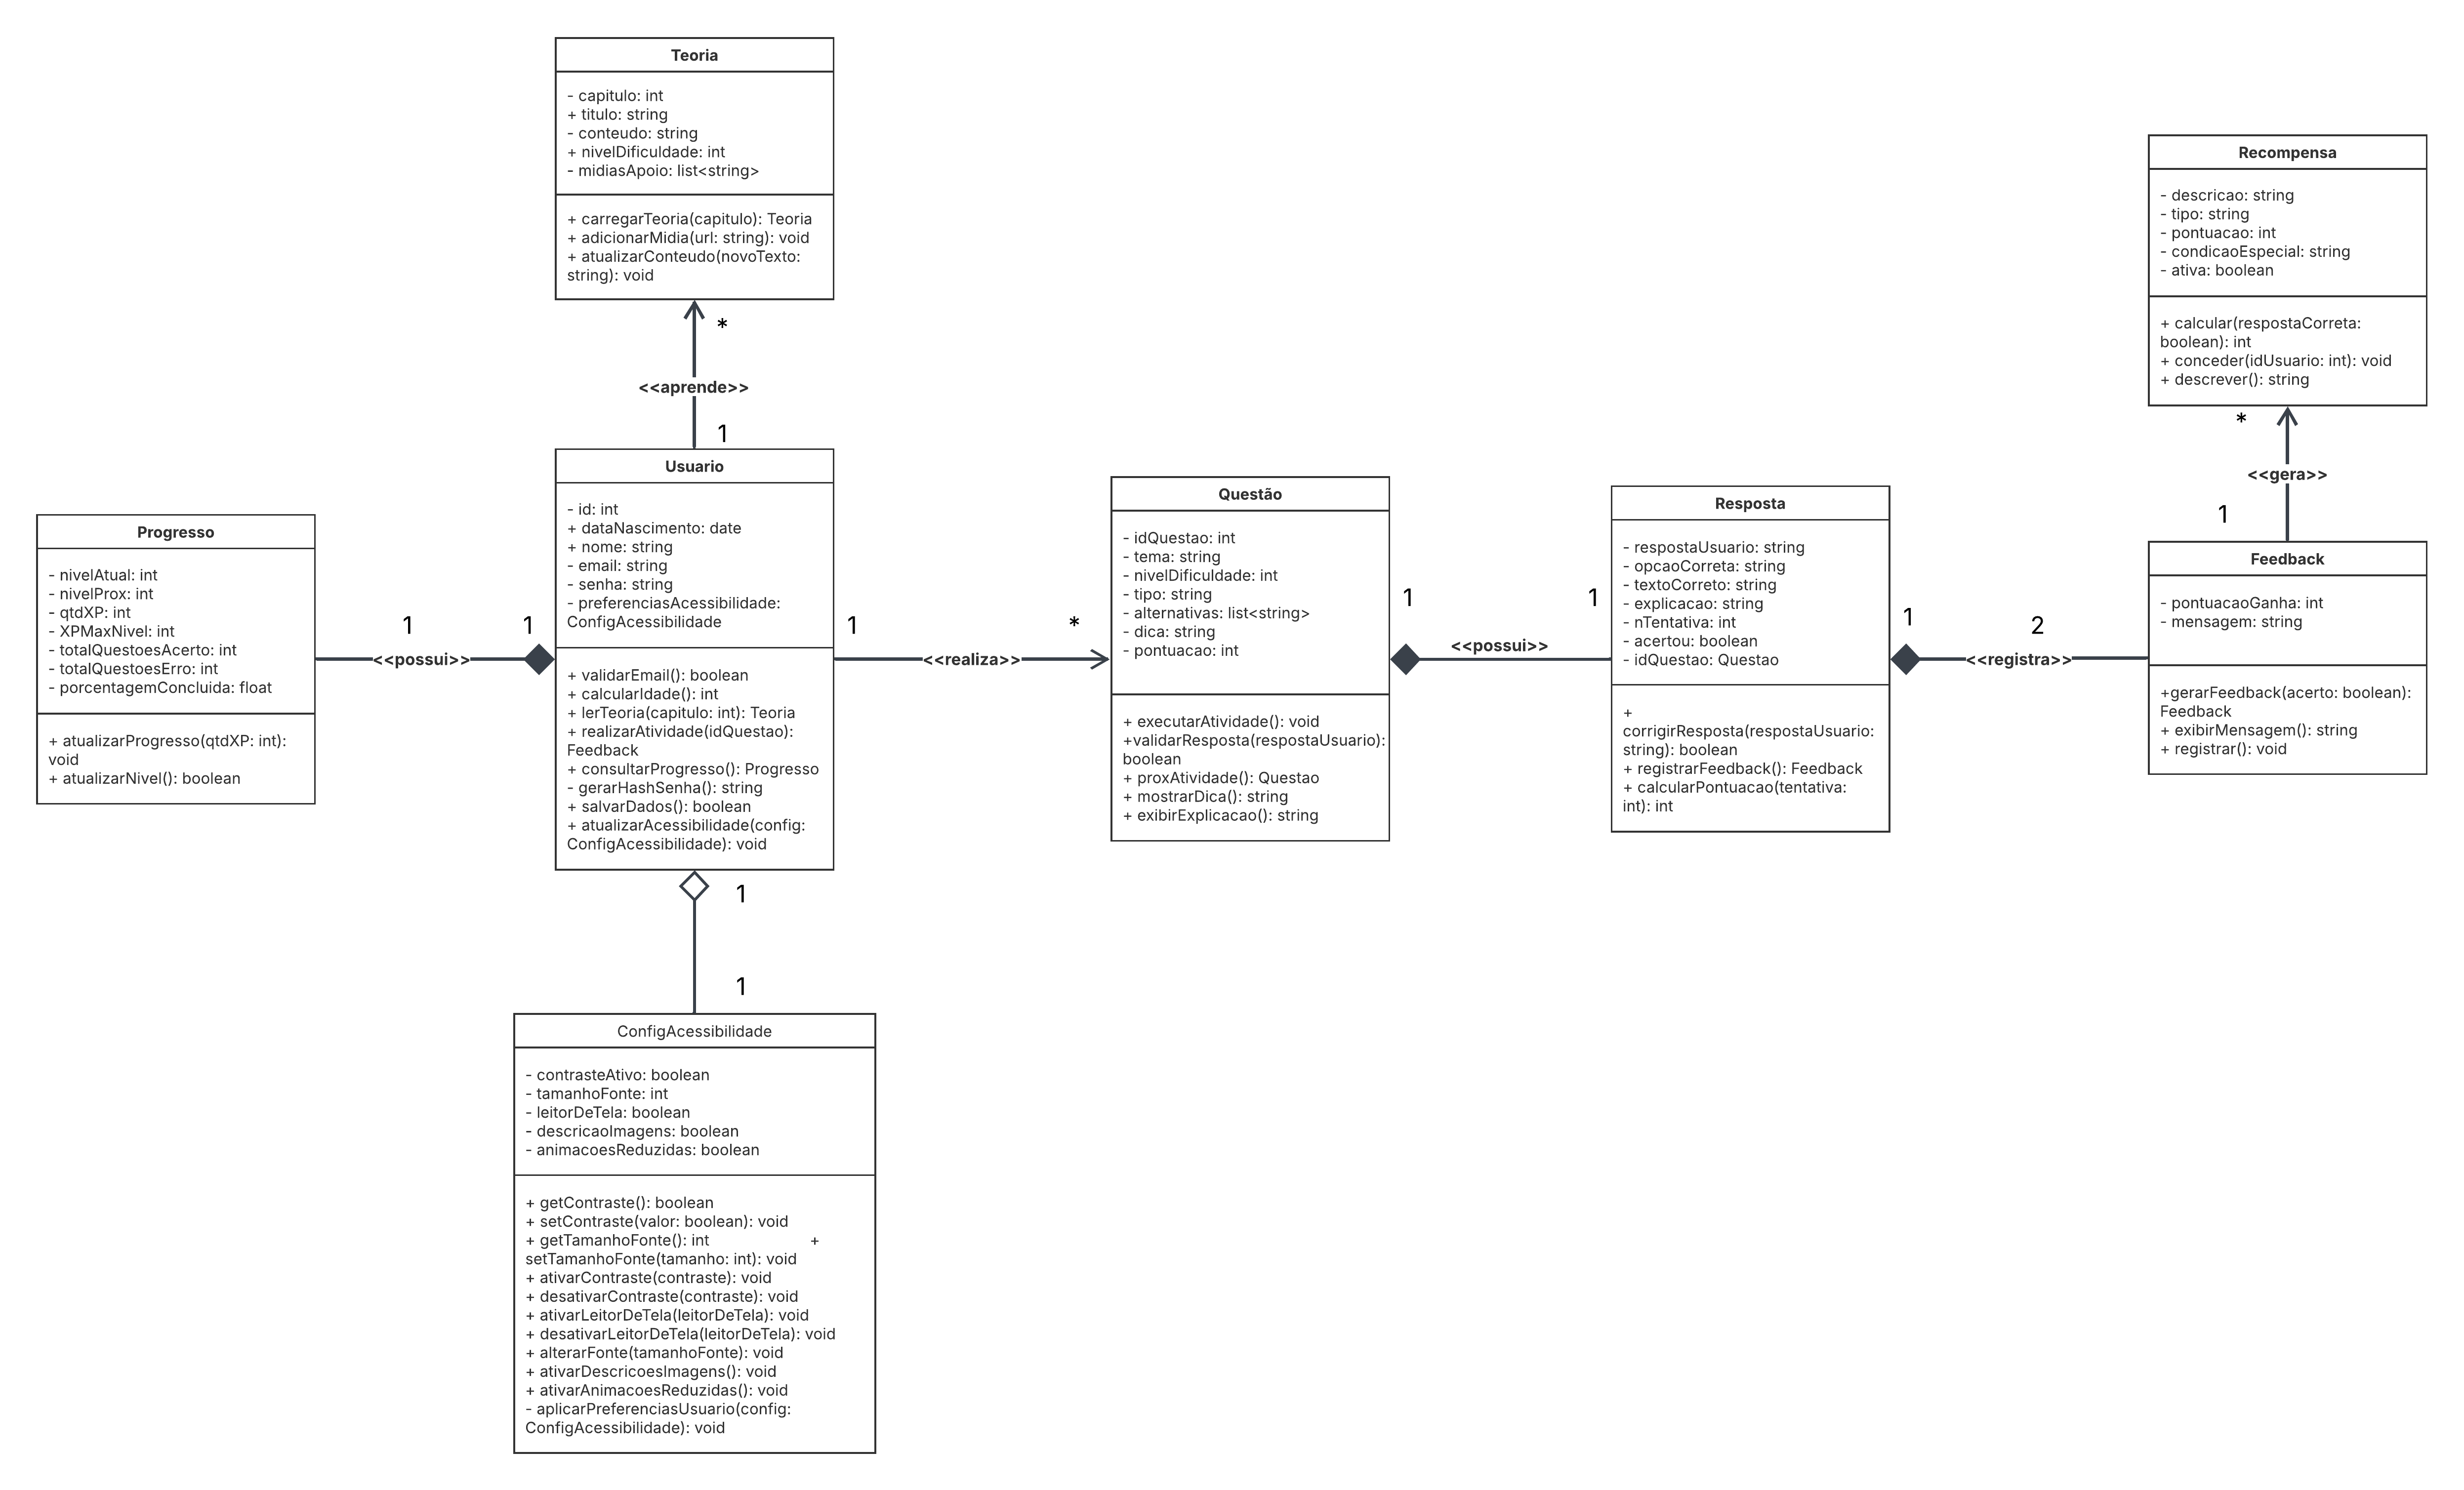 Teoria
- capitulo: int
+ titulo: string
- conteudo: string
+ nivelDificuldade: int
- midiasApoio: list<string>
+ carregarTeoria(capitulo): Teoria
+ adicionarMidia(url: string): void
+ atualizarConteudo(novoTexto:
string): void
*
<<aprende>>
1
Usuario
- id: int
+ dataNascimento: date
+ nome: string
- email: string
- senha: string
- preferenciasAcessibilidade:
ConfigAcessibilidade
+ validarEmail(): boolean
+ calcularIdade(): int
+ lerTeoria(capitulo: int): Teoria
+ realizarAtividade(idQuestao):
Feedback
+ consultarProgresso(): Progresso
- gerarHashSenha(): string
+ salvarDados(): boolean
+ atualizarAcessibilidade(config:
ConfigAcessibilidade): void
Progresso
- nivelAtual: int
- nivelProx: int
- qtdXP: int
- XPMaxNivel: int
- totalQuestoesAcerto: int
- totalQuestoesErro: int
- porcentagemConcluida: float
+ atualizarProgresso(qtdXP: int):
void
+ atualizarNivel(): boolean
1
<<possui>>
1
1
<<realiza>>
*
Questão
- idQuestao: int
- tema: string
- nivelDificuldade: int
- tipo: string
- alternativas: list<string>
- dica: string
- pontuacao: int
+ executarAtividade(): void
+validarResposta(respostaUsuario):
boolean
+ proxAtividade(): Questao
+ mostrarDica(): string
+ exibirExplicacao(): string
1
<<possui>>
1
Resposta
- respostaUsuario: string
- opcaoCorreta: string
- textoCorreto: string
- explicacao: string
- nTentativa: int
- acertou: boolean
- idQuestao: Questao
+
corrigirResposta(respostaUsuario:
string): boolean
+ registrarFeedback(): Feedback
+ calcularPontuacao(tentativa:
int): int
1
<<registra>>
2
Recompensa
- descricao: string
- tipo: string
- pontuacao: int
- condicaoEspecial: string
- ativa: boolean
+ calcular(respostaCorreta:
boolean): int
+ conceder(idUsuario: int): void
+ descrever(): string
*
<<gera>>
1
Feedback
- pontuacaoGanha: int
- mensagem: string
+gerarFeedback(acerto: boolean):
Feedback
+ exibirMensagem(): string
+ registrar(): void
1
1
ConfigAcessibilidade
- contrasteAtivo: boolean
- tamanhoFonte: int
- leitorDeTela: boolean
- descricaoImagens: boolean
- animacoesReduzidas: boolean
+ getContraste(): boolean
+ setContraste(valor: boolean): void
+ getTamanhoFonte(): int +
setTamanhoFonte(tamanho: int): void
+ ativarContraste(contraste): void
+ desativarContraste(contraste): void
+ ativarLeitorDeTela(leitorDeTela): void
+ desativarLeitorDeTela(leitorDeTela): void
+ alterarFonte(tamanhoFonte): void
+ ativarDescricoesImagens(): void
+ ativarAnimacoesReduzidas(): void
- aplicarPreferenciasUsuario(config:
ConfigAcessibilidade): void